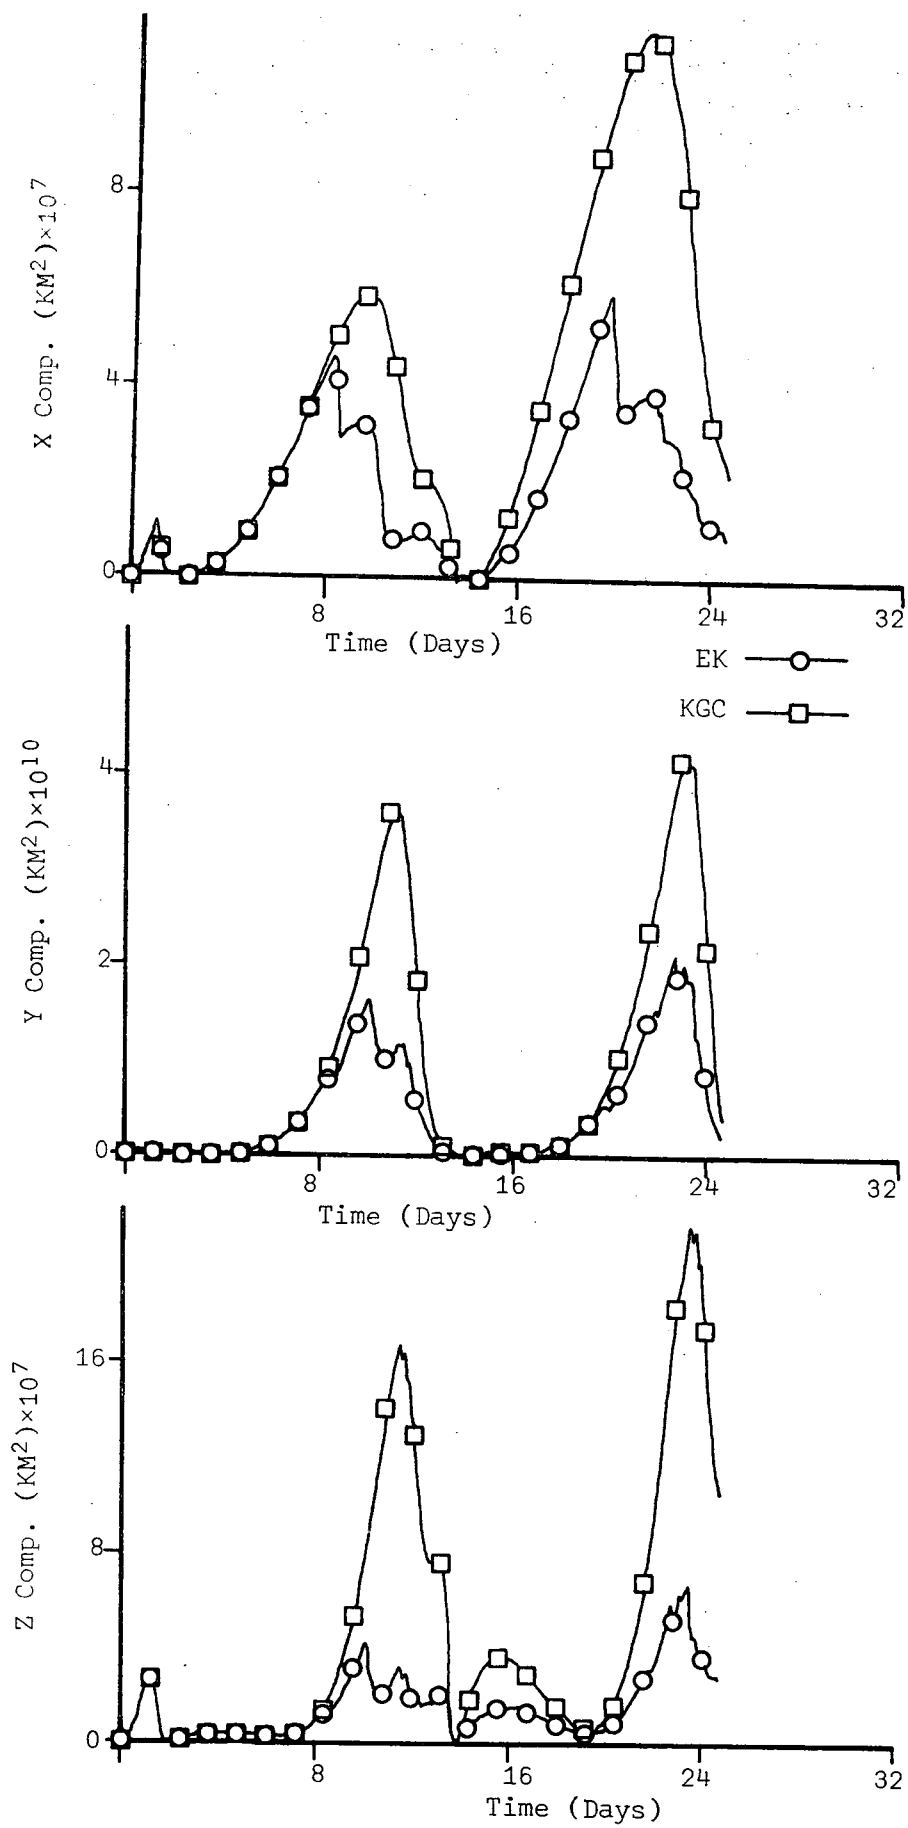 X Comp. (KM²)×10⁷
8
4
0
8
16
24
32
Time (Days)
EK
KGC
Y Comp. (KM²)×10¹⁰
4
2
0
8
16
24
32
Time (Days)
Z Comp. (KM²)×10⁷
16
8
0
8
16
24
32
Time (Days)